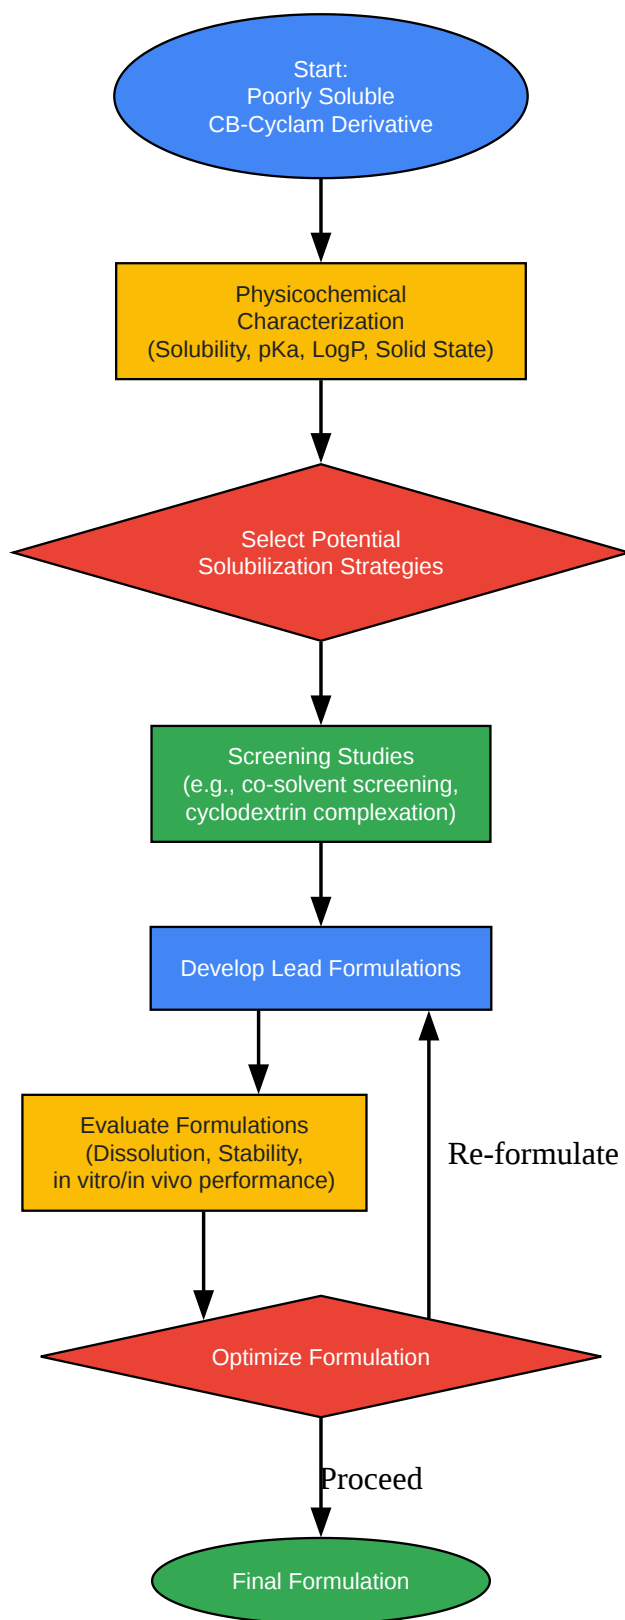 Start:
Poorly Soluble
CB-Cyclam Derivative
Physicochemical
Characterization
(Solubility, pKa, LogP, Solid State)
Select Potential
Solubilization Strategies
Screening Studies
(e.g., co-solvent screening,
cyclodextrin complexation)
Develop Lead Formulations
Evaluate Formulations
(Dissolution, Stability,
in vitro/in vivo performance)
Re-formulate
Optimize Formulation
Proceed
Final Formulation